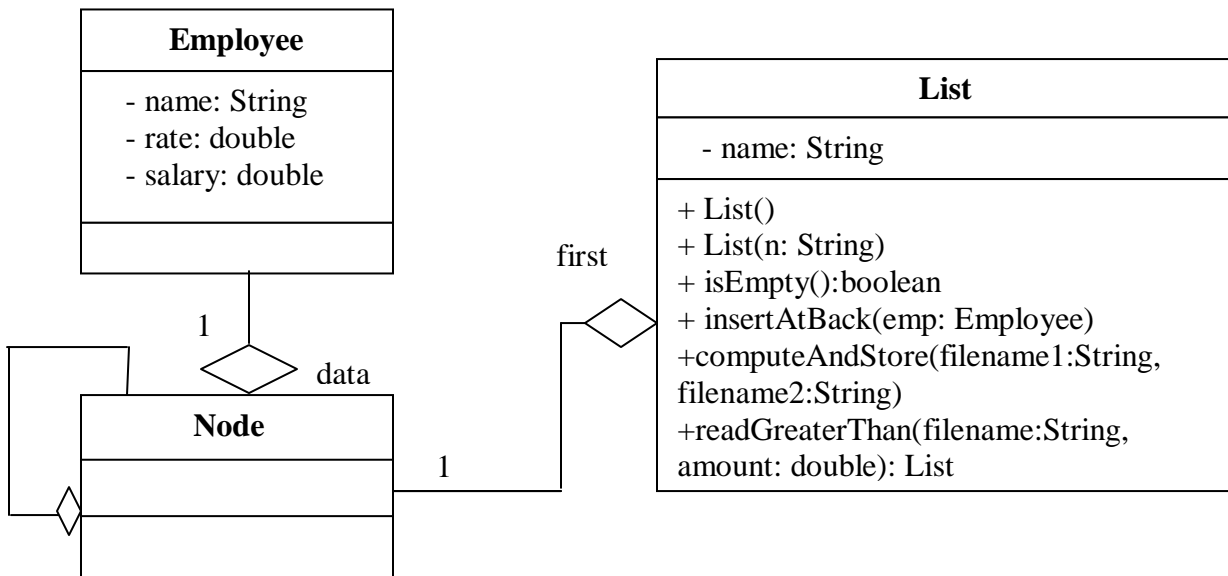 Employee
- name: String
- rate: double
- salary: double
1
data
Node
1
first
List
- name: String
+ List()
+ List(n: String)
+ isEmpty():boolean
+ insertAtBack(emp: Employee)
+computeAndStore(filename1:String,
filename2:String)
+readGreaterThan(filename:String,
amount: double): List